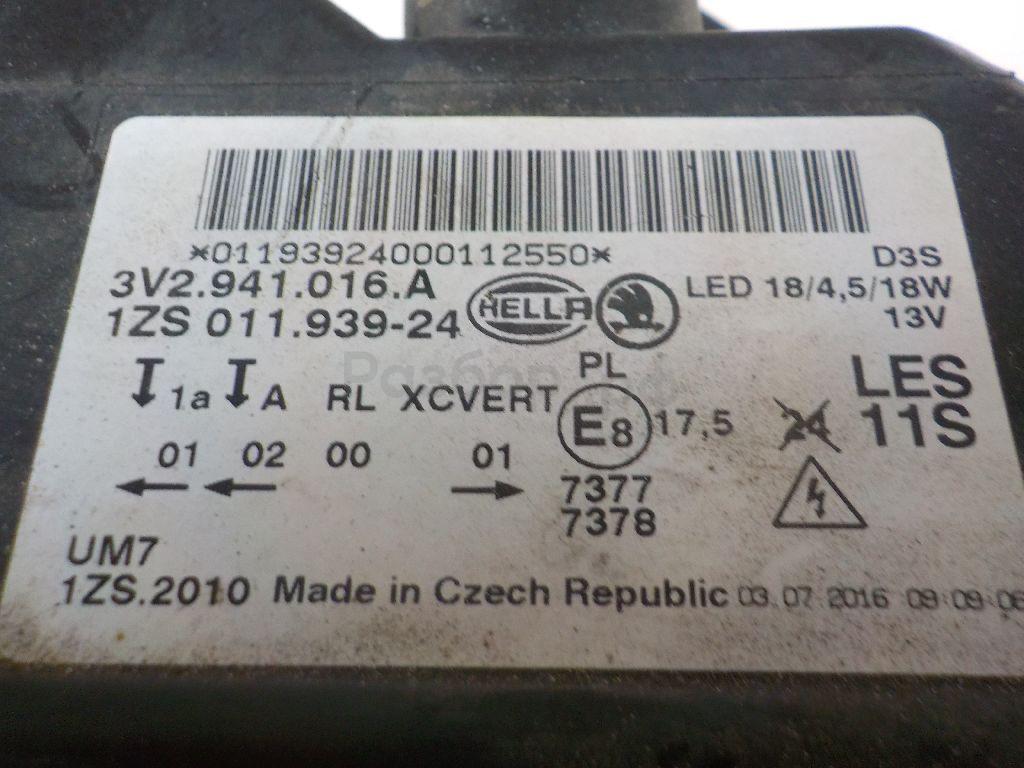 *01193924000112550*
D3S
3V2.941.016.A
HELLA
LED 18/4,5/18W
1ZS 011.939-24
13V
PL
LES
1a A RL XCVERT
E8 17,5 24 11S
01 02 00 01
7377
7378
UM7
1ZS.2010 Made in Czech Republic 03.07.2016 09:09:06